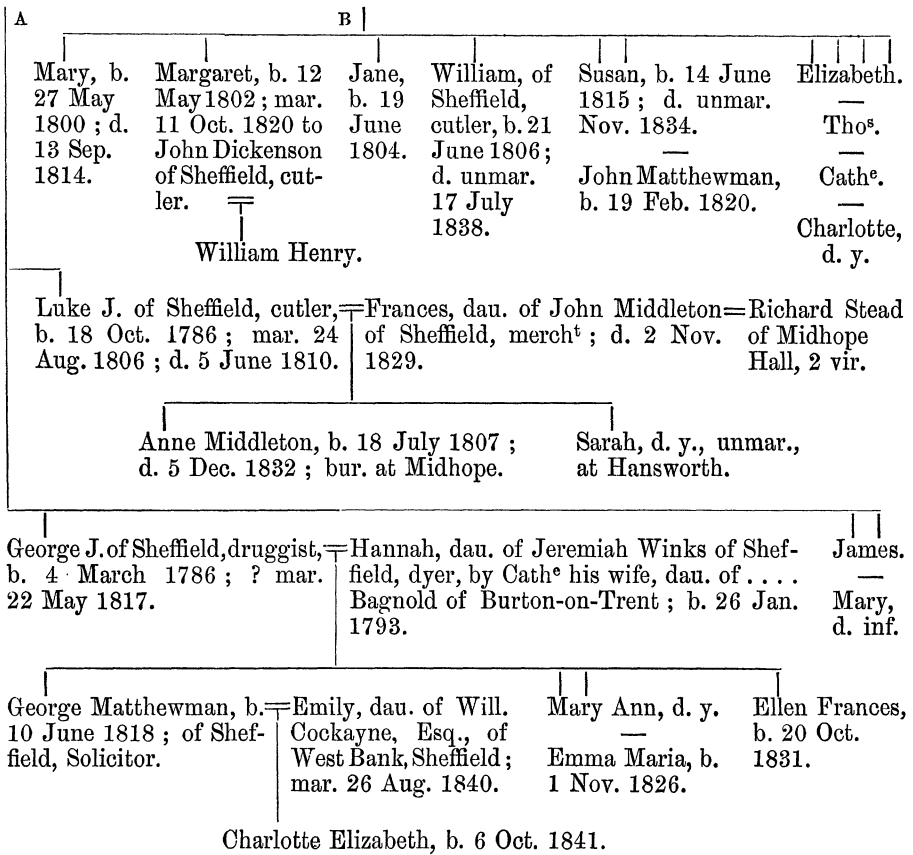 A B
Mary, b.
27 May
1800 ; d.
13 Sep.
1814.
Margaret, b. 12
May 1802 ; mar.
11 Oct. 1820 to
John Dickenson
of Sheffield, cut-
ler.
William Henry.
Jane,
b. 19
June
1804.
William, of
Sheffield,
cutler, b. 21
June 1806 ;
d. unmar.
17 July
1838.
Susan, b. 14 June
1815 ; d. unmar.
Nov. 1834.
—
John Matthewman,
b. 19 Feb. 1820.
Elizabeth.
—
Thoˢ.
—
Cathᵉ.
—
Charlotte,
d. y.
Luke J. of Sheffield, cutler,
b. 18 Oct. 1786 ; mar. 24
Aug. 1806 ; d. 5 June 1810.
Frances, dau. of John Middleton=
of Sheffield, merchᵗ ; d. 2 Nov.
1829.
Richard Stead
of Midhope
Hall, 2 vir.
Anne Middleton, b. 18 July 1807 ;
d. 5 Dec. 1832 ; bur. at Midhope.
Sarah, d. y., unmar.,
at Hansworth.
George J. of Sheffield, druggist,
b. 4 March 1786 ; ? mar.
22 May 1817.
Hannah, dau. of Jeremiah Winks of Shef-
field, dyer, by Cathᵉ his wife, dau. of . . . .
Bagnold of Burton-on-Trent ; b. 26 Jan.
1793.
James.
—
Mary,
d. inf.
George Matthewman, b.
10 June 1818 ; of Shef-
field, Solicitor.
Emily, dau. of Will.
Cockayne, Esq., of
West Bank, Sheffield ;
mar. 26 Aug. 1840.
Mary Ann, d. y.
—
Emma Maria, b.
1 Nov. 1826.
Ellen Frances,
b. 20 Oct.
1831.
Charlotte Elizabeth, b. 6 Oct. 1841.